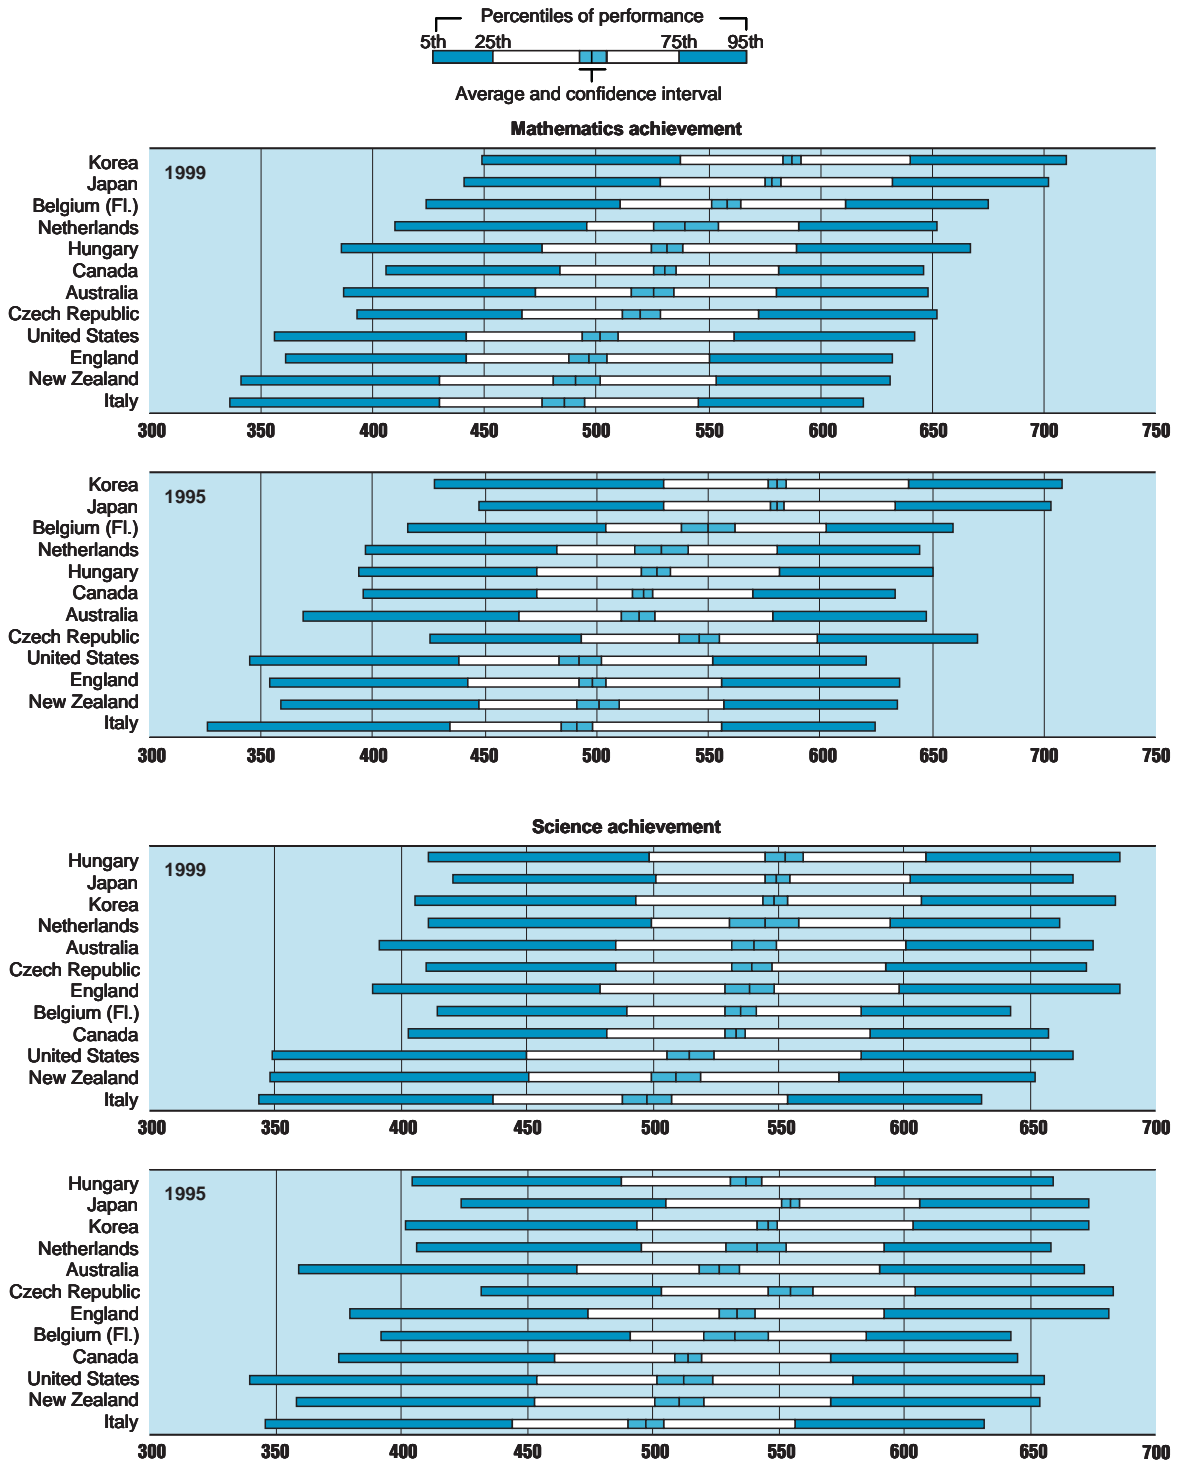 Percentiles of performance
5th 25th 75th 95th
Average and confidence interval
Mathematics achievement
1999
Korea
Japan
Belgium (Fl.)
Netherlands
Hungary
Canada
Australia
Czech Republic
United States
England
New Zealand
Italy
300 350 400 450 500 550 600 650 700 750
1995
Korea
Japan
Belgium (Fl.)
Netherlands
Hungary
Canada
Australia
Czech Republic
United States
England
New Zealand
Italy
300 350 400 450 500 550 600 650 700 750
Science achievement
1999
Hungary
Japan
Korea
Netherlands
Australia
Czech Republic
England
Belgium (Fl.)
Canada
United States
New Zealand
Italy
300 350 400 450 500 550 600 650 700
1995
Hungary
Japan
Korea
Netherlands
Australia
Czech Republic
England
Belgium (Fl.)
Canada
United States
New Zealand
Italy
300 350 400 450 500 550 600 650 700